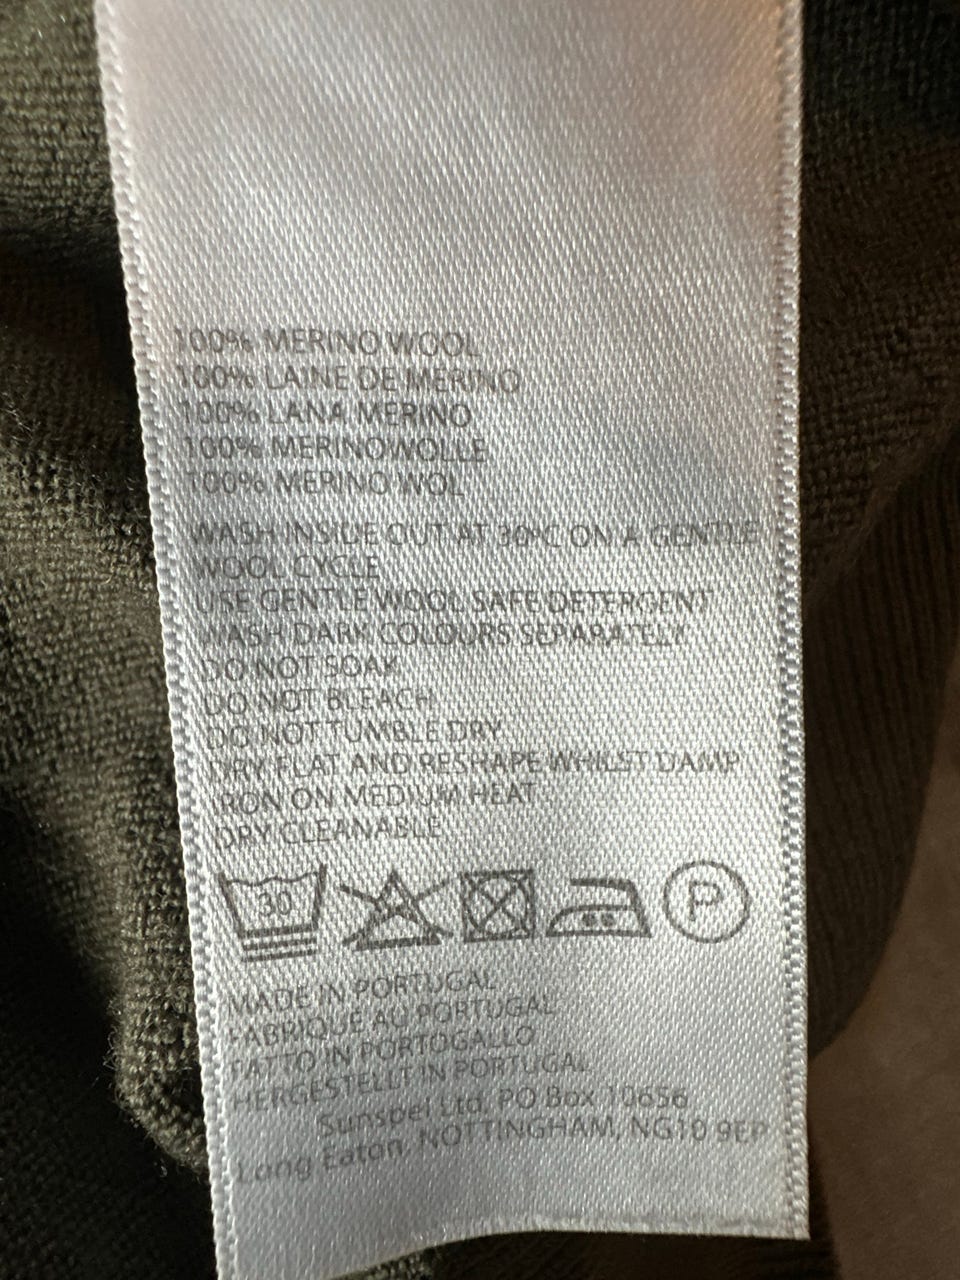 100% MERINO WOOL
100% LAINE DE MERINO
100% LANA MERINO
100% MERINOWOLLE
100% MERINO WOL
WASH INSIDE OUT AT 30°C ON A GENTLE
WOOL CYCLE
USE GENTLE WOOL SAFE DETERGENT
WASH DARK COLOURS SEPARATELY
DO NOT SOAK
DO NOT BLEACH
DO NOT TUMBLE DRY
DRY FLAT AND RESHAPE WHILST DAMP
IRON ON MEDIUM HEAT
DRY CLEANABLE
30 P
MADE IN PORTUGAL
FABRIQUE AU PORTUGAL
FATTO IN PORTOGALLO
HERGESTELLT IN PORTUGAL
Sunspel Ltd. PO Box 10656
Long Eaton, NOTTINGHAM, NG10 9EP